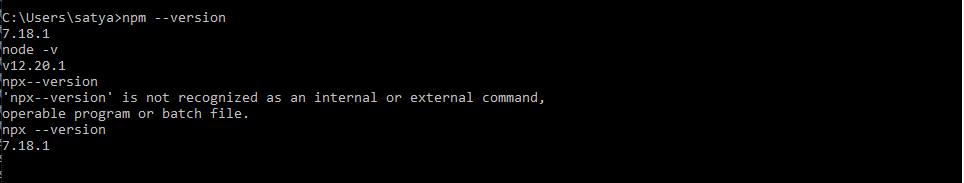 C:\Users\satya>npm --version
7.18.1
node -v
v12.20.1
npx--version
'npx--version' is not recognized as an internal or external command,
operable program or batch file.
npx --version
7.18.1